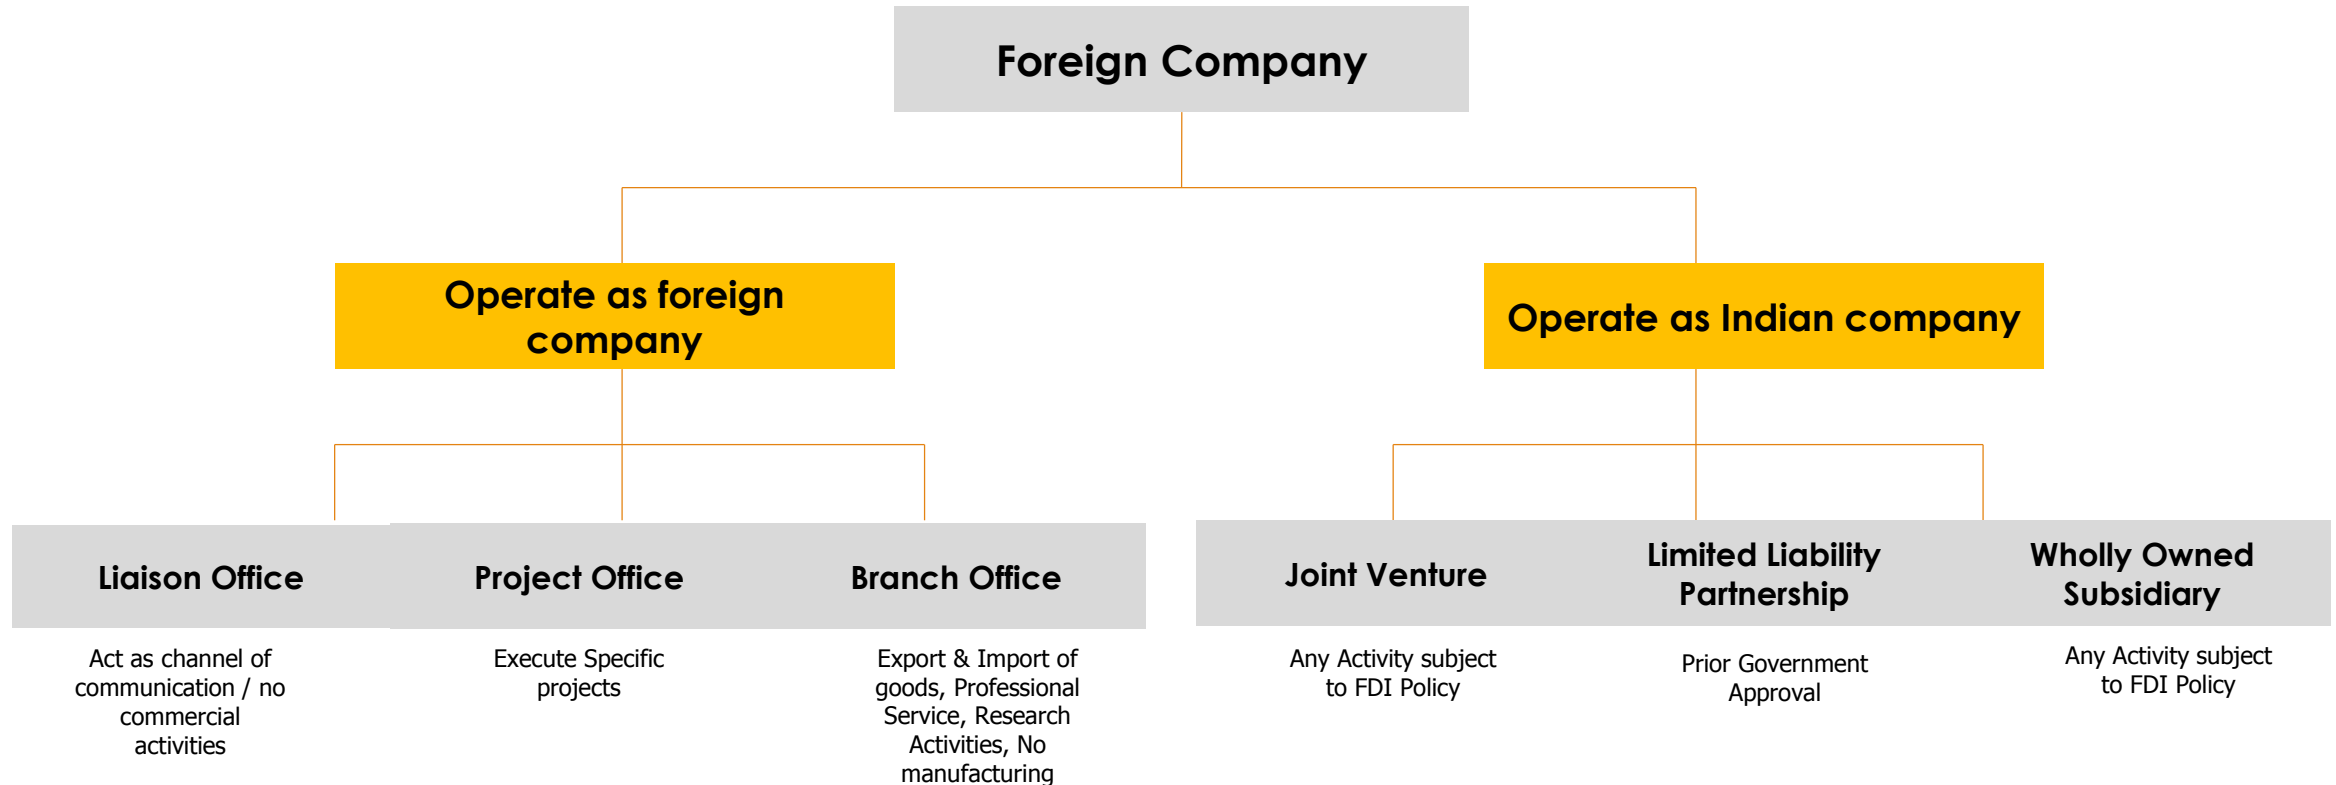 Foreign Company
Operate as foreign
company
Operate as Indian company
Liaison Office
Project Office
Branch Office
Joint Venture
Limited Liability
Partnership
Wholly Owned
Subsidiary
Act as channel of
communication / no
commercial
activities
Execute Specific
projects
Export & Import of
goods, Professional
Service, Research
Activities, No
manufacturing
Any Activity subject
to FDI Policy
Prior Government
Approval
Any Activity subject
to FDI Policy